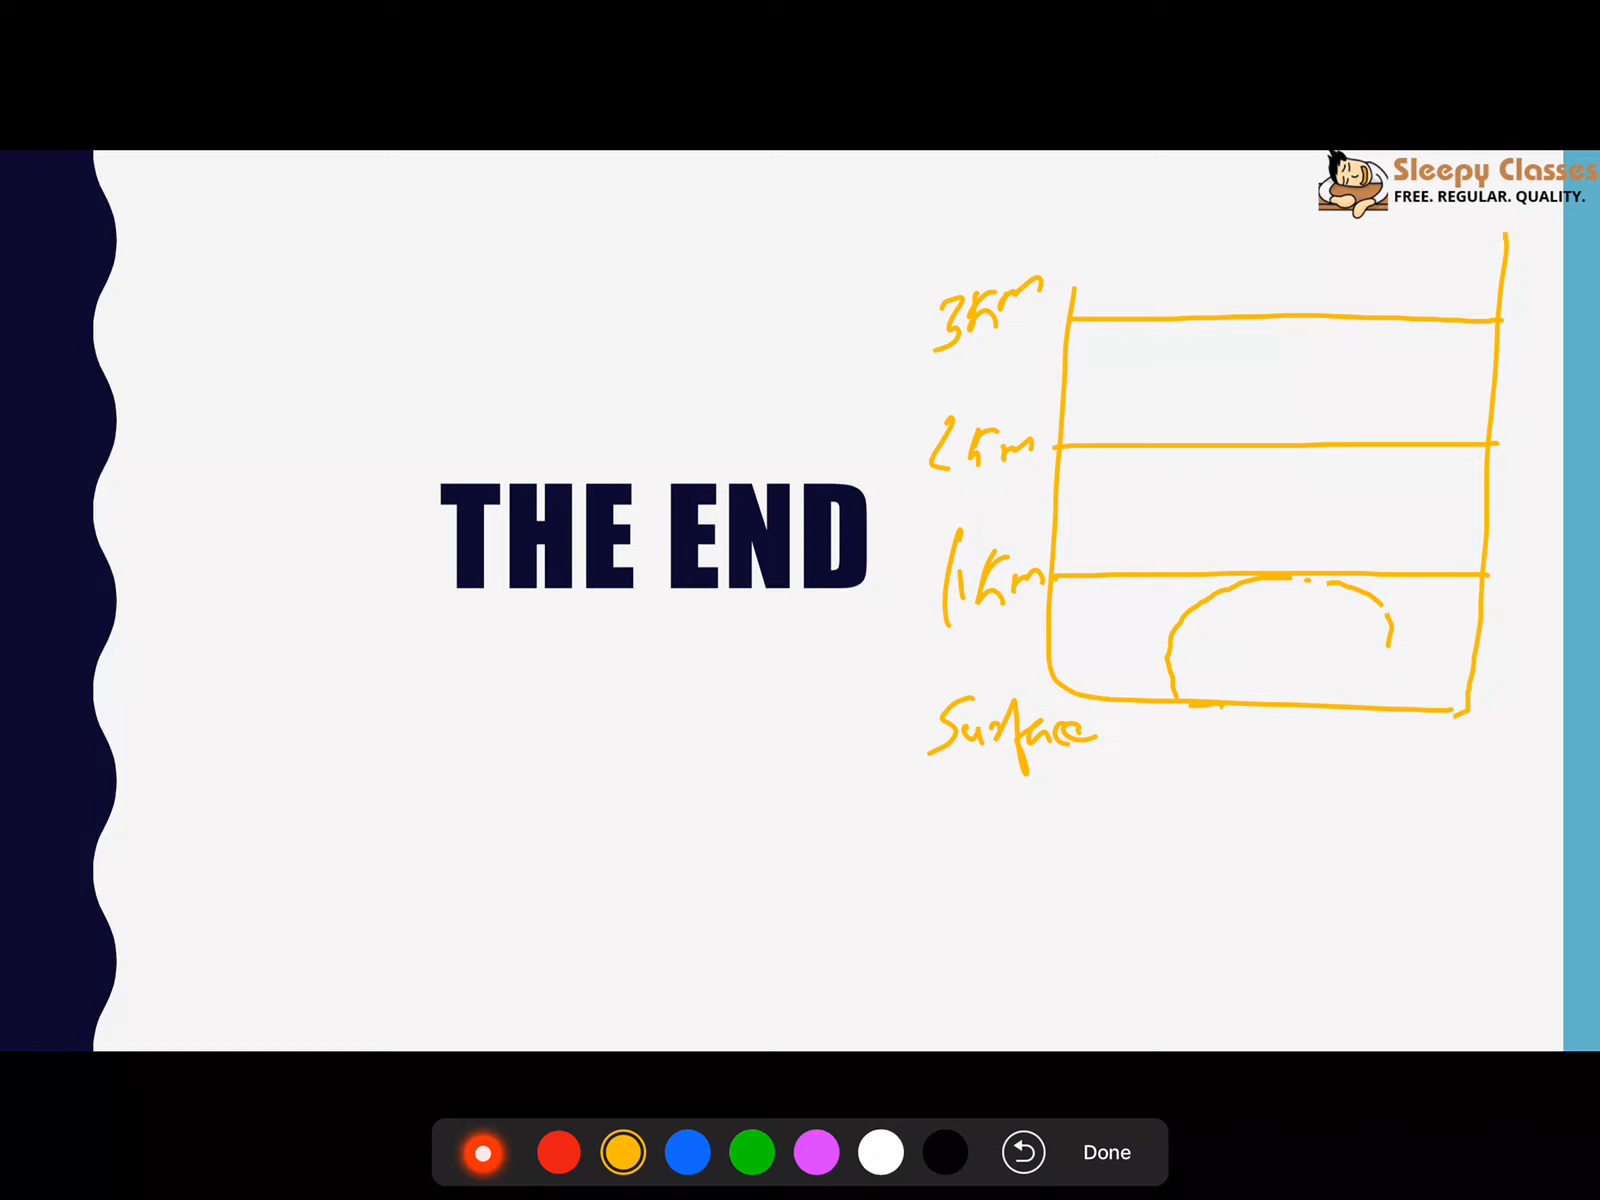 Sleepy Classes
FREE. REGULAR. QUALITY.
3km
2km
THE END
1km
Surface
Done